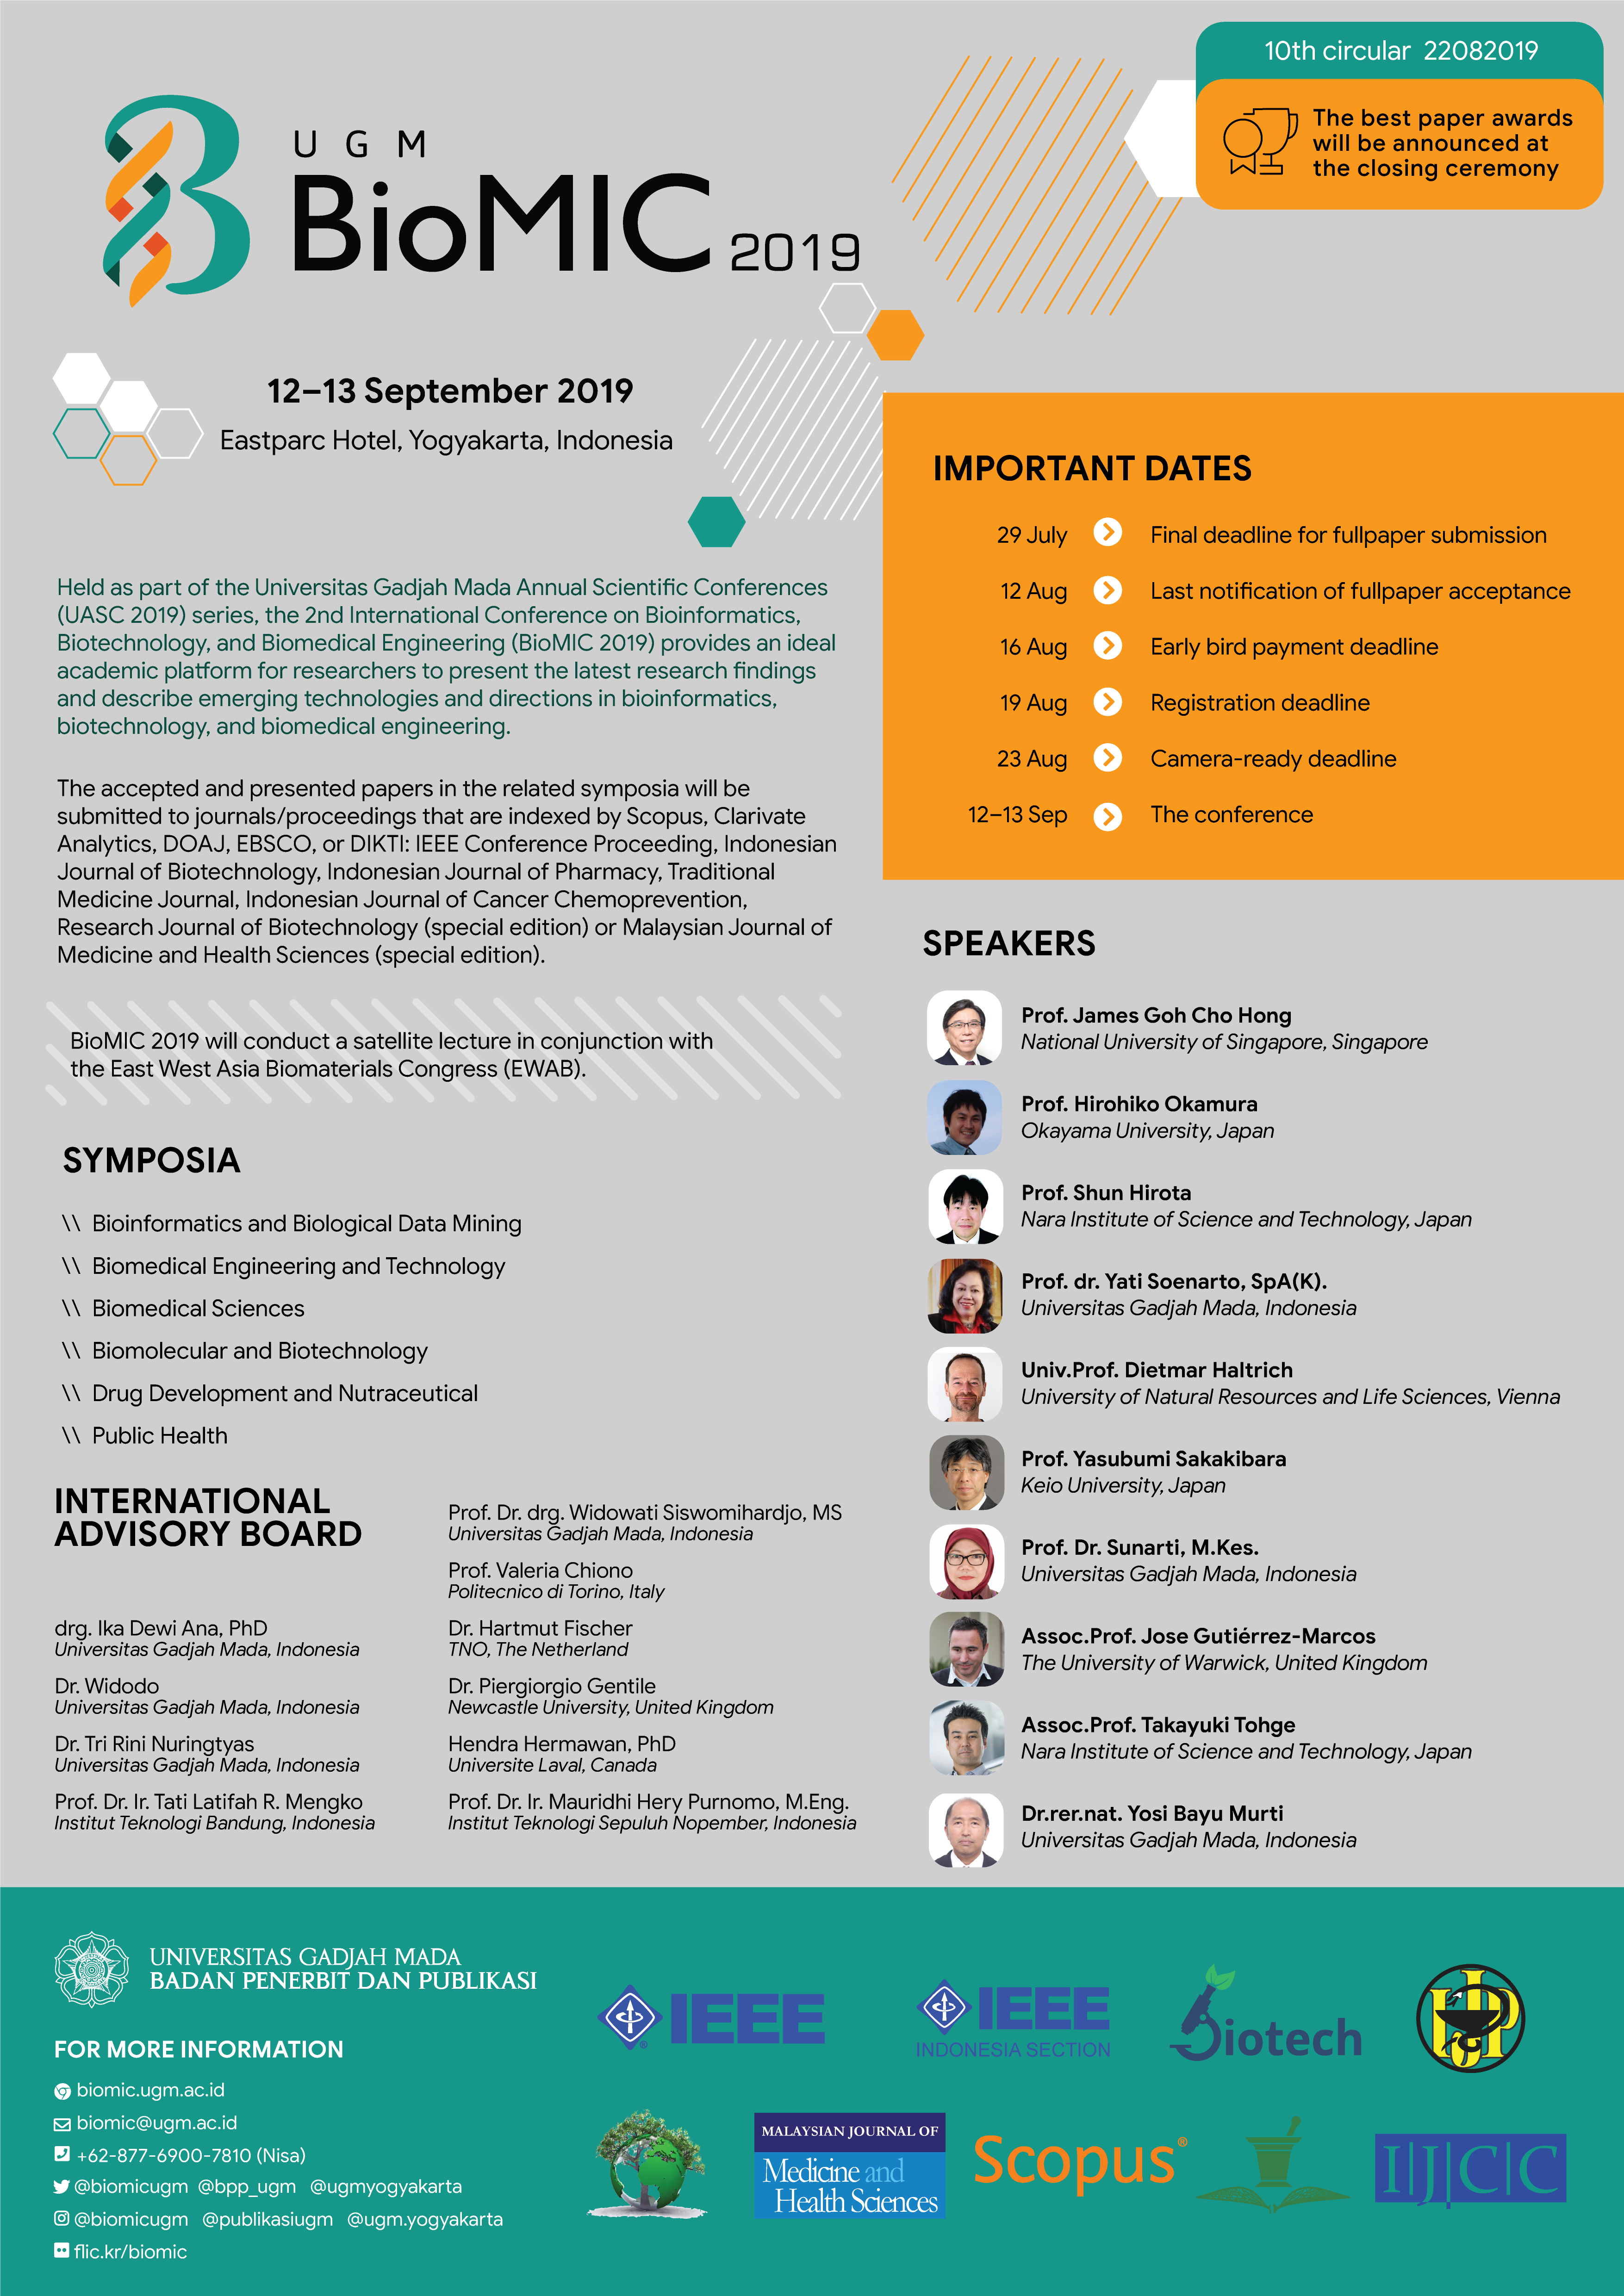 10th circular 22082019
The best paper awards
will be announced at
the closing ceremony
UGM
BioMIC 2019
12–13 September 2019
Eastparc Hotel, Yogyakarta, Indonesia
Held as part of the Universitas Gadjah Mada Annual Scientific Conferences
(UASC 2019) series, the 2nd International Conference on Bioinformatics,
Biotechnology, and Biomedical Engineering (BioMIC 2019) provides an ideal
academic platform for researchers to present the latest research findings
and describe emerging technologies and directions in bioinformatics,
biotechnology, and biomedical engineering.
The accepted and presented papers in the related symposia will be
submitted to journals/proceedings that are indexed by Scopus, Clarivate
Analytics, DOAJ, EBSCO, or DIKTI: IEEE Conference Proceeding, Indonesian
Journal of Biotechnology, Indonesian Journal of Pharmacy, Traditional
Medicine Journal, Indonesian Journal of Cancer Chemoprevention,
Research Journal of Biotechnology (special edition) or Malaysian Journal of
Medicine and Health Sciences (special edition).
BioMIC 2019 will conduct a satellite lecture in conjunction with
the East West Asia Biomaterials Congress (EWAB).
SYMPOSIA
\\ Bioinformatics and Biological Data Mining
\\ Biomedical Engineering and Technology
\\ Biomedical Sciences
\\ Biomolecular and Biotechnology
\\ Drug Development and Nutraceutical
\\ Public Health
INTERNATIONAL
ADVISORY BOARD
drg. Ika Dewi Ana, PhD
Universitas Gadjah Mada, Indonesia
Dr. Widodo
Universitas Gadjah Mada, Indonesia
Dr. Tri Rini Nuringtyas
Universitas Gadjah Mada, Indonesia
Prof. Dr. Ir. Tati Latifah R. Mengko
Institut Teknologi Bandung, Indonesia
Prof. Dr. drg. Widowati Siswomihardjo, MS
Universitas Gadjah Mada, Indonesia
Prof. Valeria Chiono
Politecnico di Torino, Italy
Dr. Hartmut Fischer
TNO, The Netherland
Dr. Piergiorgio Gentile
Newcastle University, United Kingdom
Hendra Hermawan, PhD
Universite Laval, Canada
Prof. Dr. Ir. Mauridhi Hery Purnomo, M.Eng.
Institut Teknologi Sepuluh Nopember, Indonesia
IMPORTANT DATES
29 July Final deadline for fullpaper submission
12 Aug Last notification of fullpaper acceptance
16 Aug Early bird payment deadline
19 Aug Registration deadline
23 Aug Camera-ready deadline
12–13 Sep The conference
SPEAKERS
Prof. James Goh Cho Hong
National University of Singapore, Singapore
Prof. Hirohiko Okamura
Okayama University, Japan
Prof. Shun Hirota
Nara Institute of Science and Technology, Japan
Prof. dr. Yati Soenarto, SpA(K).
Universitas Gadjah Mada, Indonesia
Univ.Prof. Dietmar Haltrich
University of Natural Resources and Life Sciences, Vienna
Prof. Yasubumi Sakakibara
Keio University, Japan
Prof. Dr. Sunarti, M.Kes.
Universitas Gadjah Mada, Indonesia
Assoc.Prof. Jose Gutiérrez-Marcos
The University of Warwick, United Kingdom
Assoc.Prof. Takayuki Tohge
Nara Institute of Science and Technology, Japan
Dr.rer.nat. Yosi Bayu Murti
Universitas Gadjah Mada, Indonesia
UNIVERSITAS GADJAH MADA
BADAN PENERBIT DAN PUBLIKASI
FOR MORE INFORMATION
biomic.ugm.ac.id
biomic@ugm.ac.id
+62-877-6900-7810 (Nisa)
@biomicugm @bpp_ugm @ugmyogyakarta
@biomicugm @publikasiugm @ugm.yogyakarta
flic.kr/biomic
IEEE®
IEEE
INDONESIA SECTION
Biotech
IJP
MALAYSIAN JOURNAL OF
Medicine and
Health Sciences
Scopus®
I|J|C|C